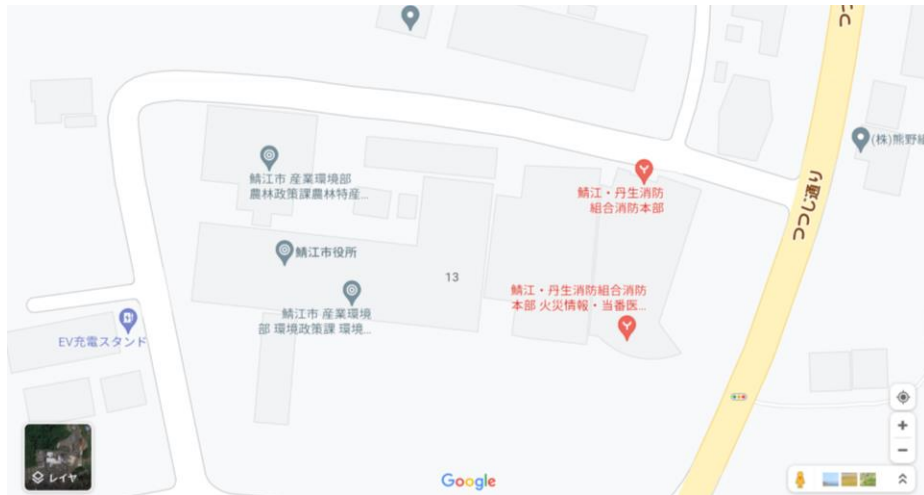 つつ
(株)熊野組
鯖江市 産業環境部
農林政策課農林特産...
鯖江・丹生消防
組合消防本部
つつじ通り
鯖江市役所
13
鯖江・丹生消防組合消防
本部 火災情報・当番医...
鯖江市 産業環境
部 環境政策課 環境...
EV充電スタンド
レイヤ
Google